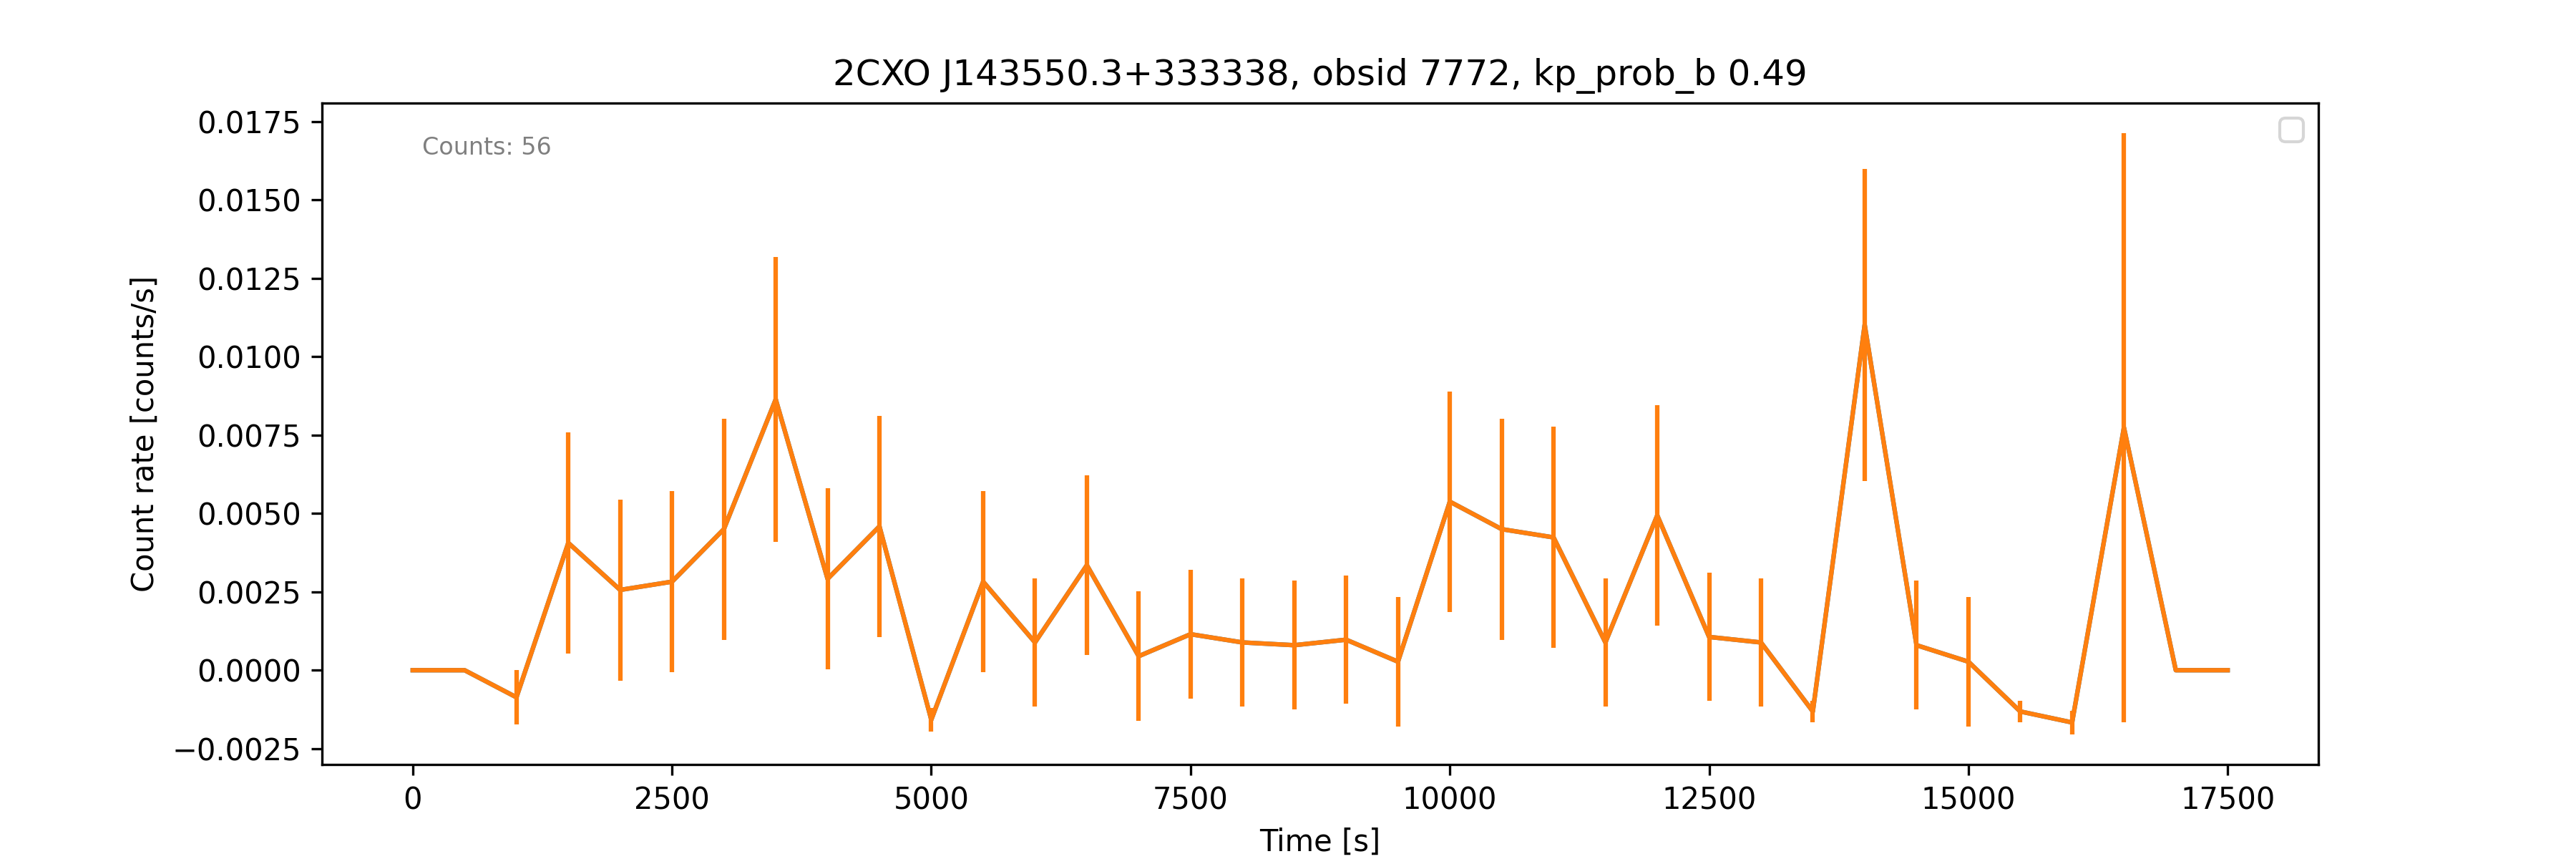 2CXO J143550.3+333338, obsid 7772, kp_prob_b 0.49
Counts: 56
Count rate [counts/s]
0.0175
0.0150
0.0125
0.0100
0.0075
0.0050
0.0025
0.0000
−0.0025
0 2500 5000 7500 10000 12500 15000 17500
Time [s]